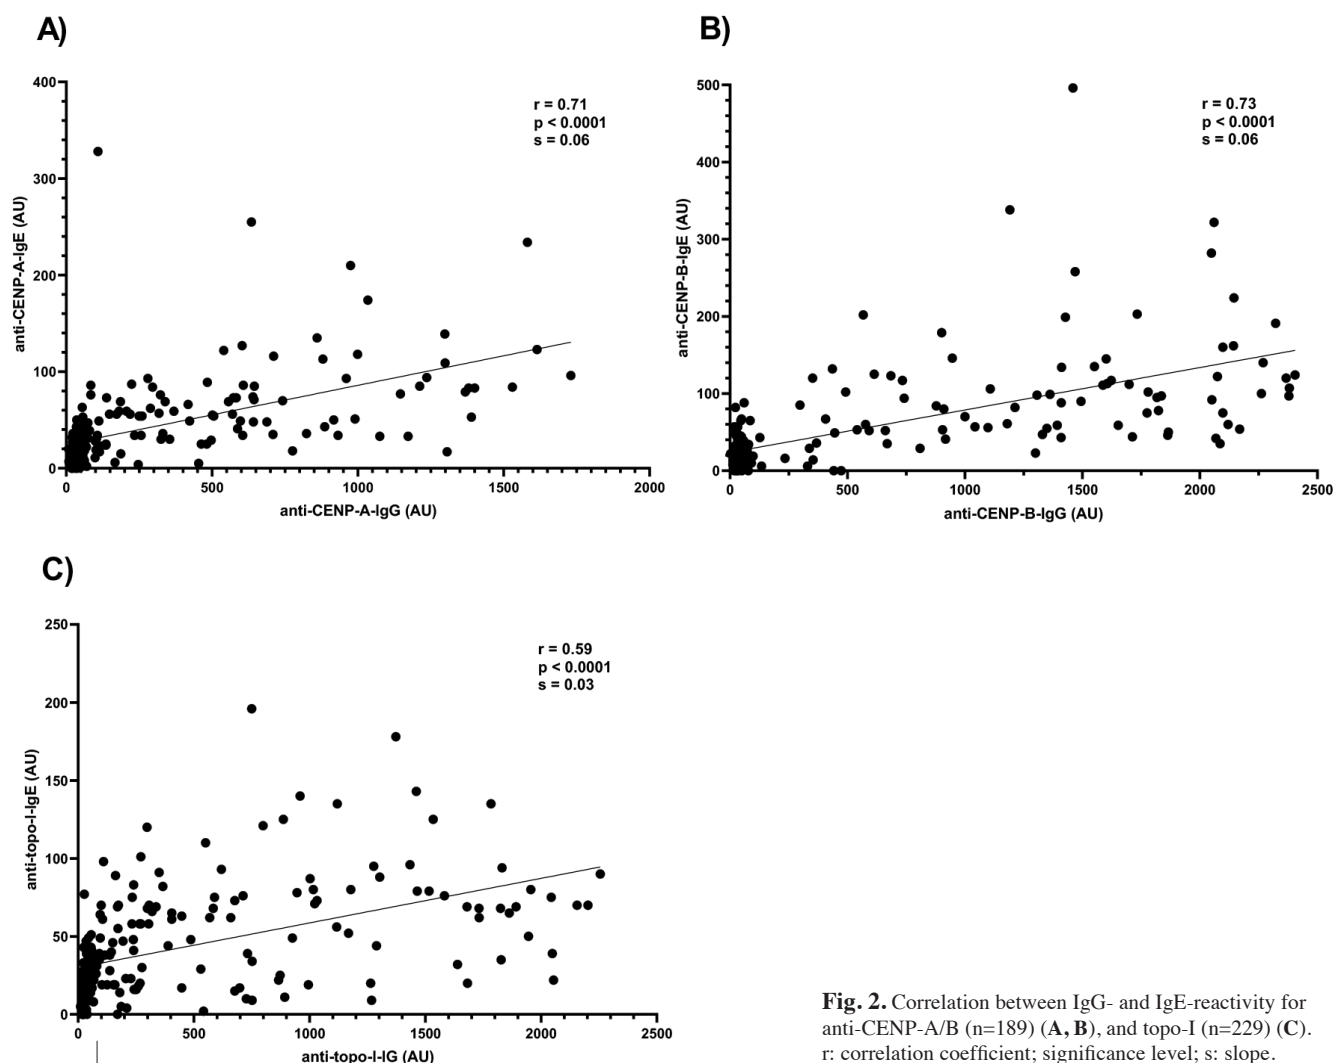 A)
400
300
200
100
0
anti-CENP-A-IgE (AU)
r = 0.71
p < 0.0001
s = 0.06
0 500 1000 1500 2000
anti-CENP-A-IgG (AU)
B)
500
400
300
200
100
0
anti-CENP-B-IgE (AU)
r = 0.73
p < 0.0001
s = 0.06
0 500 1000 1500 2000 2500
anti-CENP-B-IgG (AU)
C)
250
200
150
100
50
0
anti-topo-I-IgE (AU)
r = 0.59
p < 0.0001
s = 0.03
0 500 1000 1500 2000 2500
anti-topo-I-IG (AU)
Fig. 2. Correlation between IgG- and IgE-reactivity for
anti-CENP-A/B (n=189) (A, B), and topo-I (n=229) (C).
r: correlation coefficient; significance level; s: slope.